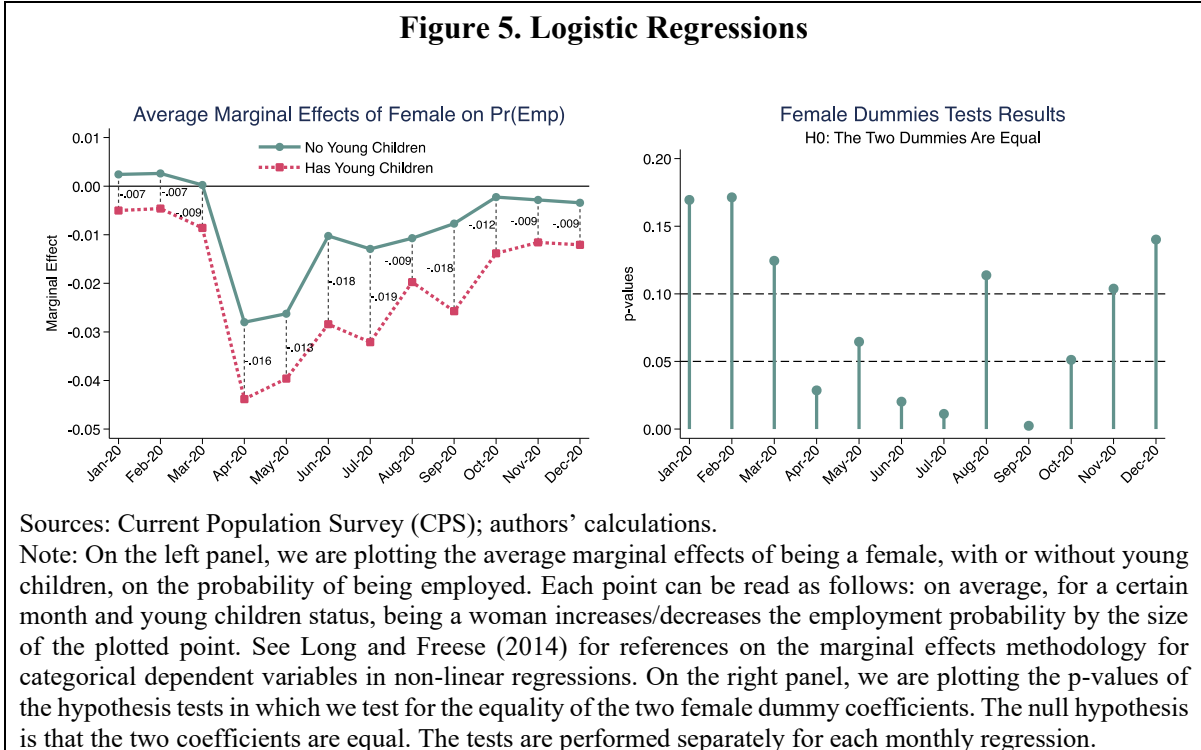 Figure 5. Logistic Regressions
Average Marginal Effects of Female on Pr(Emp)
No Young Children
Has Young Children
Marginal Effect
0.01
0.00
-0.01
-0.02
-0.03
-0.04
-0.05
-.007
-.007
-.009
-.016
-.013
-.018
-.019
-.009
-.018
-.012
-.009
-.009
Jan-20
Feb-20
Mar-20
Apr-20
May-20
Jun-20
Jul-20
Aug-20
Sep-20
Oct-20
Nov-20
Dec-20
Female Dummies Tests Results
H0: The Two Dummies Are Equal
p-values
0.20
0.15
0.10
0.05
0.00
Jan-20
Feb-20
Mar-20
Apr-20
May-20
Jun-20
Jul-20
Aug-20
Sep-20
Oct-20
Nov-20
Dec-20
Sources: Current Population Survey (CPS); authors’ calculations.
Note: On the left panel, we are plotting the average marginal effects of being a female, with or without young
children, on the probability of being employed. Each point can be read as follows: on average, for a certain
month and young children status, being a woman increases/decreases the employment probability by the size
of the plotted point. See Long and Freese (2014) for references on the marginal effects methodology for
categorical dependent variables in non-linear regressions. On the right panel, we are plotting the p-values of
the hypothesis tests in which we test for the equality of the two female dummy coefficients. The null hypothesis
is that the two coefficients are equal. The tests are performed separately for each monthly regression.